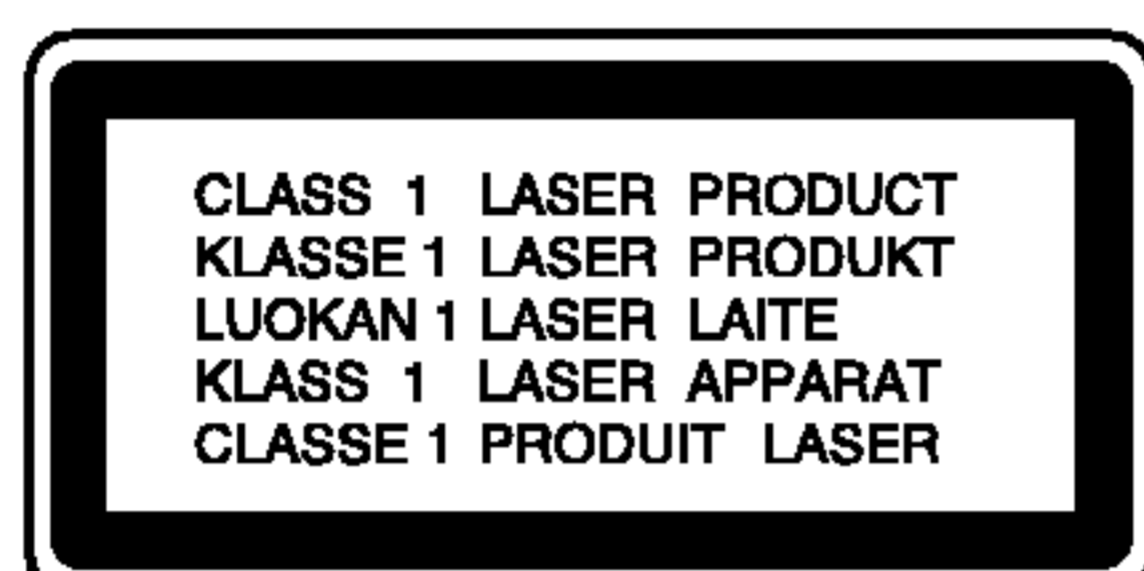 CLASS 1 LASER PRODUCT
KLASSE 1 LASER PRODUKT
LUOKAN 1 LASER LAITE
KLASS 1 LASER APPARAT
CLASSE 1 PRODUIT LASER